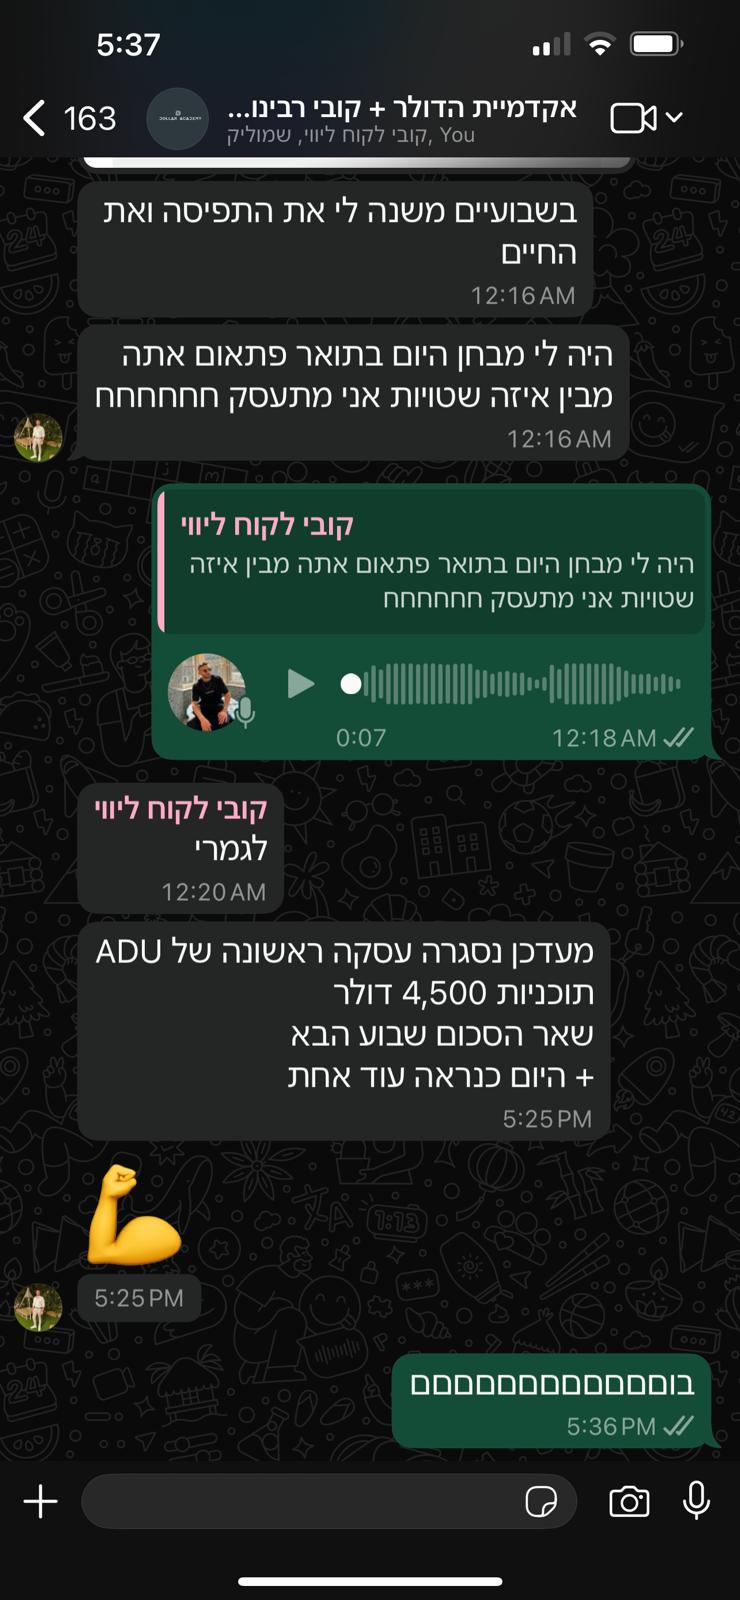 5:37
163
אקדמיית הדולר + קובי רבינו...
קובי לקוח ליווי, שמוליק, You
DOLLAR ACADEMY
בשבועיים משנה לי את התפיסה ואת
החיים
12:16 AM
היה לי מבחן היום בתואר פתאום אתה
מבין איזה שטויות אני מתעסק חחחחחח
12:16 AM
קובי לקוח ליווי
היה לי מבחן היום בתואר פתאום אתה מבין איזה
שטויות אני מתעסק חחחחחח
0:07
12:18 AM
קובי לקוח ליווי
לגמרי
12:20 AM
מעדכן נסגרה עסקה ראשונה של ADU
תוכניות 4,500 דולר
שאר הסכום שבוע הבא
+ היום כנראה עוד אחת
5:25 PM
💪
5:25 PM
בוםםםםםםםםםםםם
5:36 PM